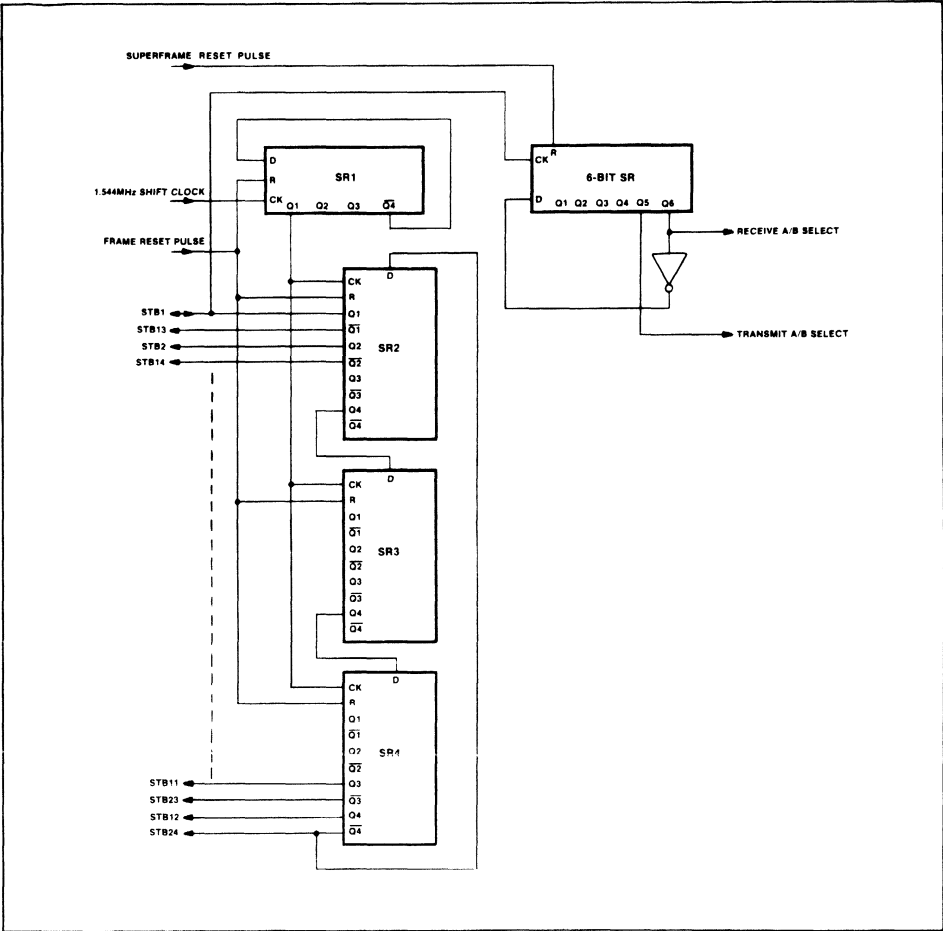 SUPERFRAME RESET PULSE
R
CK
6-BIT SR
D
Q1 Q2 Q3 Q4 Q5 Q6
RECEIVE A/B SELECT
TRANSMIT A/B SELECT
D
R
SR1
1.544MHz SHIFT CLOCK
CK
Q1 Q2 Q3 Q̅4̅
FRAME RESET PULSE
D
CK
R
STB1
Q1
STB13
Q̅1̅
STB2
Q2
SR2
STB14
Q̅2̅
Q3
Q̅3̅
Q4
Q̅4̅
D
CK
R
Q1
Q̅1̅
Q2
SR3
Q̅2̅
Q3
Q̅3̅
Q4
Q̅4̅
D
CK
R
Q1
Q̅1̅
Q2
SR4
Q̅2̅
STB11
Q3
STB23
Q̅3̅
STB12
Q4
STB24
Q̅4̅